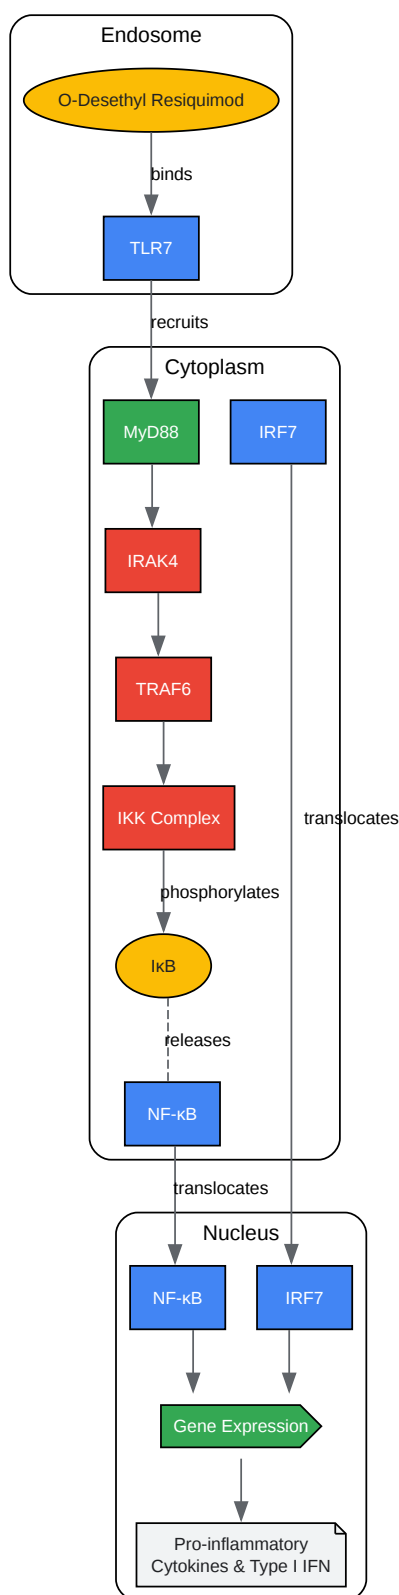 Endosome
O-Desethyl Resiquimod
binds
TLR7
recruits
Cytoplasm
MyD88
IRF7
IRAK4
TRAF6
IKK Complex
translocates
phosphorylates
IκB
releases
NF-κB
translocates
Nucleus
NF-κB
IRF7
Gene Expression
Pro-inflammatory
Cytokines & Type I IFN